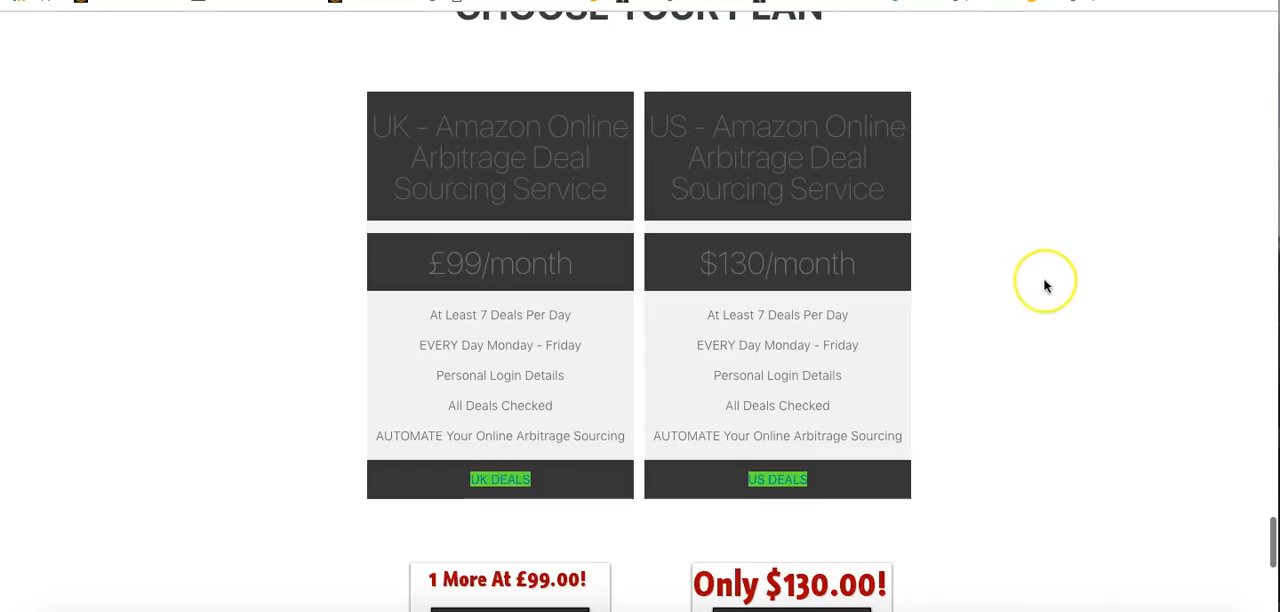 CHOOSE YOUR PLAN
UK - Amazon Online
Arbitrage Deal
Sourcing Service
£99/month
At Least 7 Deals Per Day
EVERY Day Monday - Friday
Personal Login Details
All Deals Checked
AUTOMATE Your Online Arbitrage Sourcing
UK DEALS
US - Amazon Online
Arbitrage Deal
Sourcing Service
$130/month
At Least 7 Deals Per Day
EVERY Day Monday - Friday
Personal Login Details
All Deals Checked
AUTOMATE Your Online Arbitrage Sourcing
US DEALS
1 More At £99.00!
Only $130.00!